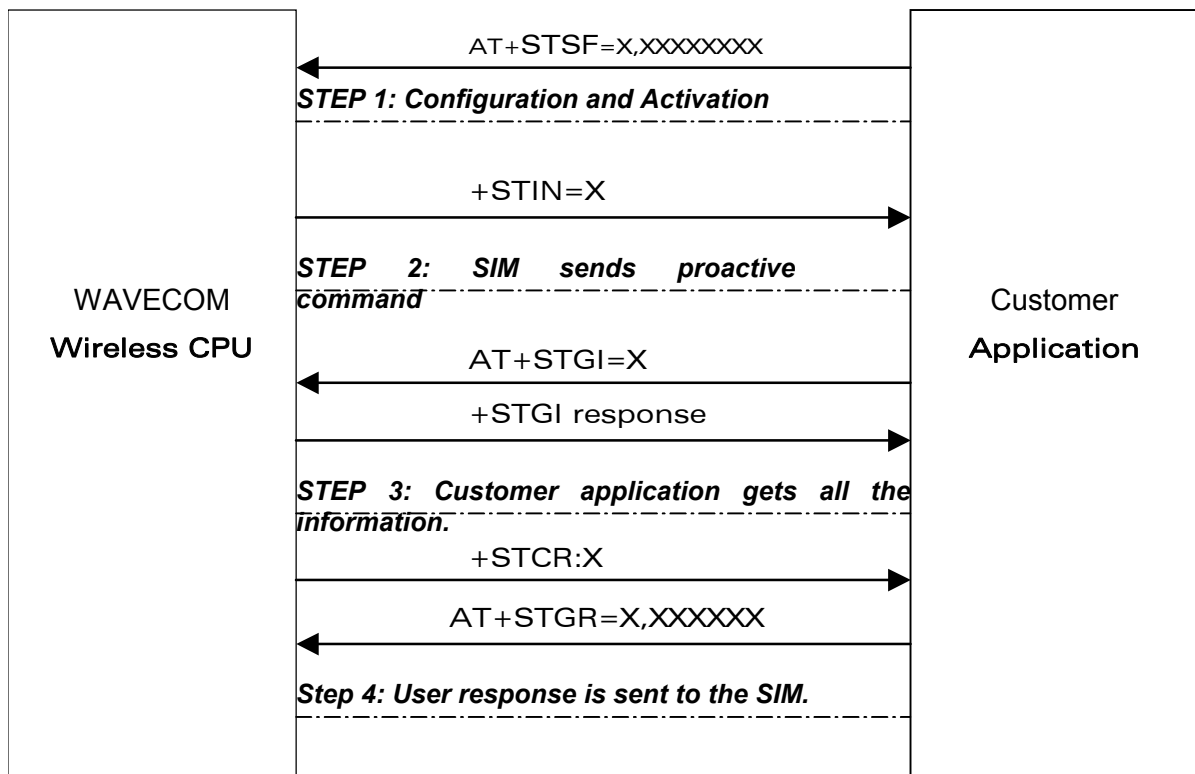 AT+STSF=X,XXXXXXXX
STEP 1: Configuration and Activation
+STIN=X
STEP 2: SIM sends proactive
command
WAVECOM
Wireless CPU
Customer
Application
AT+STGI=X
+STGI response
STEP 3: Customer application gets all the
information.
+STCR:X
AT+STGR=X,XXXXXX
Step 4: User response is sent to the SIM.